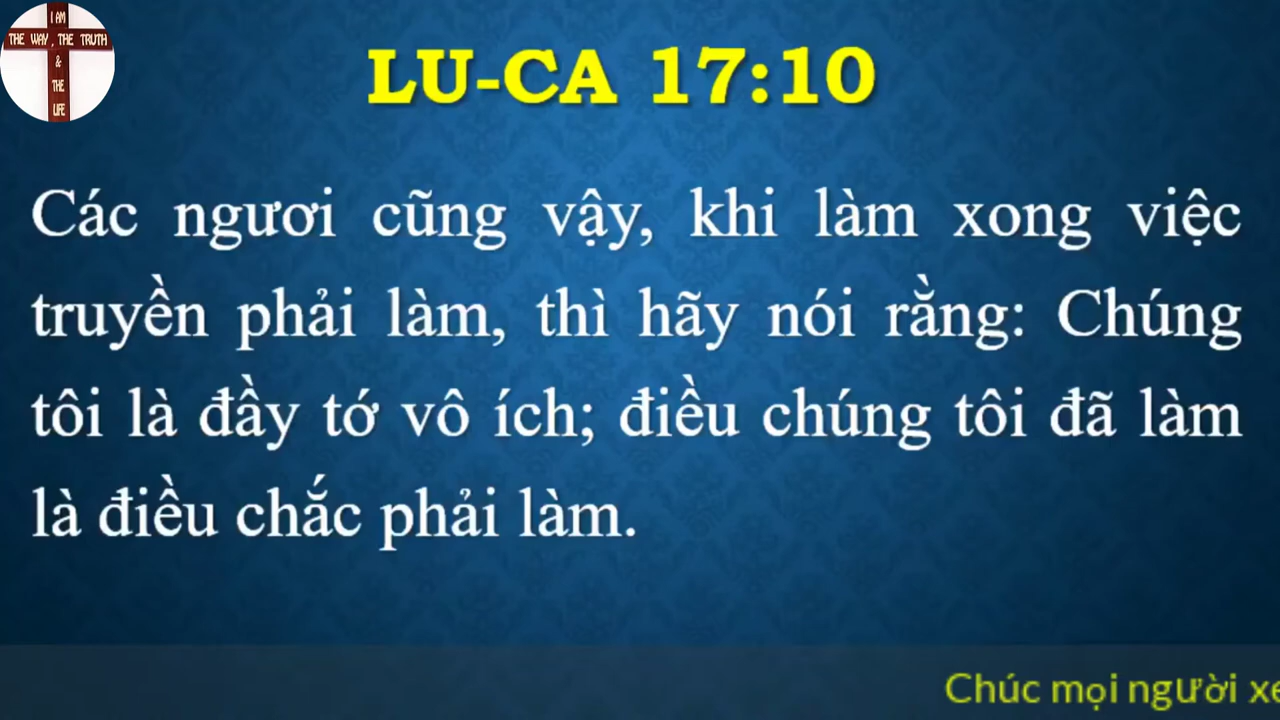 I AM
THE WAY, THE TRUTH
&
THE
LIFE
LU-CA 17:10
Các ngươi cũng vậy, khi làm xong việc
truyền phải làm, thì hãy nói rằng: Chúng
tôi là đầy tớ vô ích; điều chúng tôi đã làm
là điều chắc phải làm.
Chúc mọi người